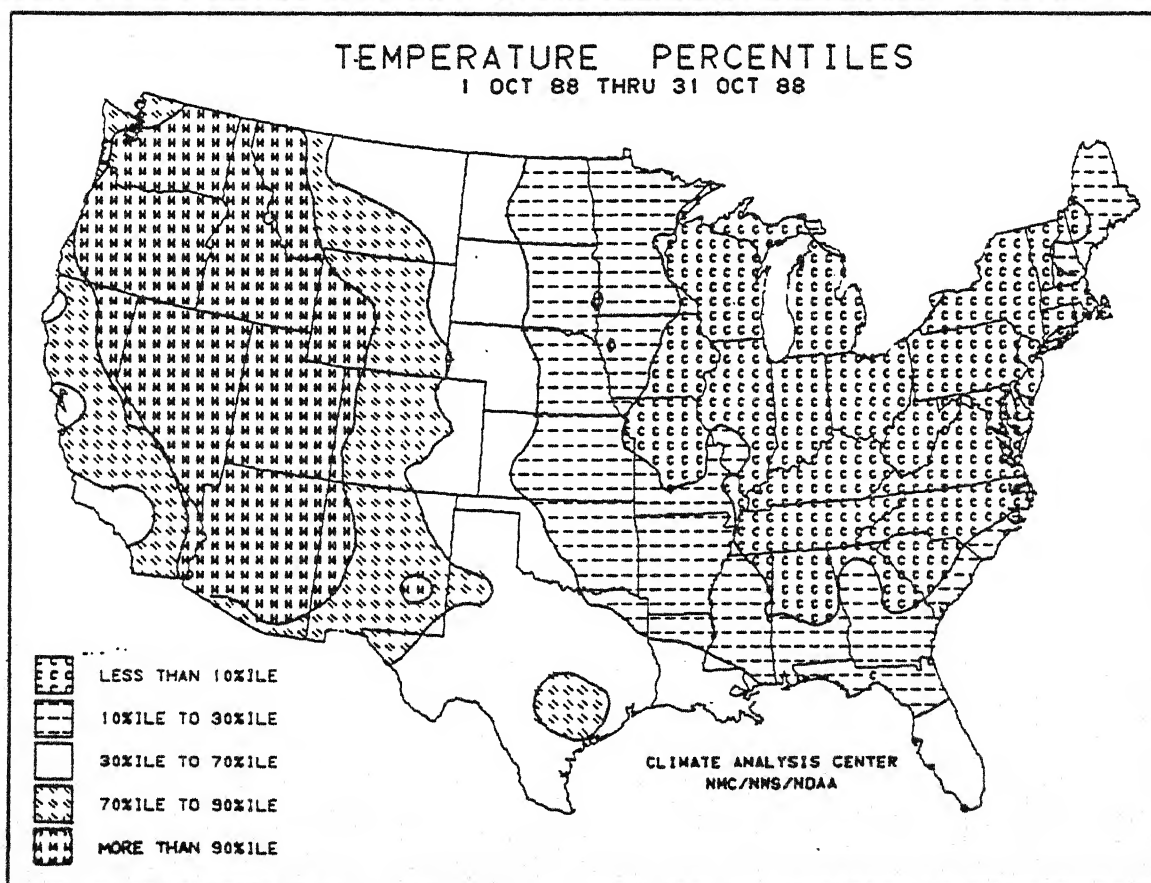 TEMPERATURE PERCENTILES
1 OCT 88 THRU 31 OCT 88
LESS THAN 10%ILE
10%ILE TO 30%ILE
30%ILE TO 70%ILE
70%ILE TO 90%ILE
MORE THAN 90%ILE
CLIMATE ANALYSIS CENTER
NMC/NWS/NOAA